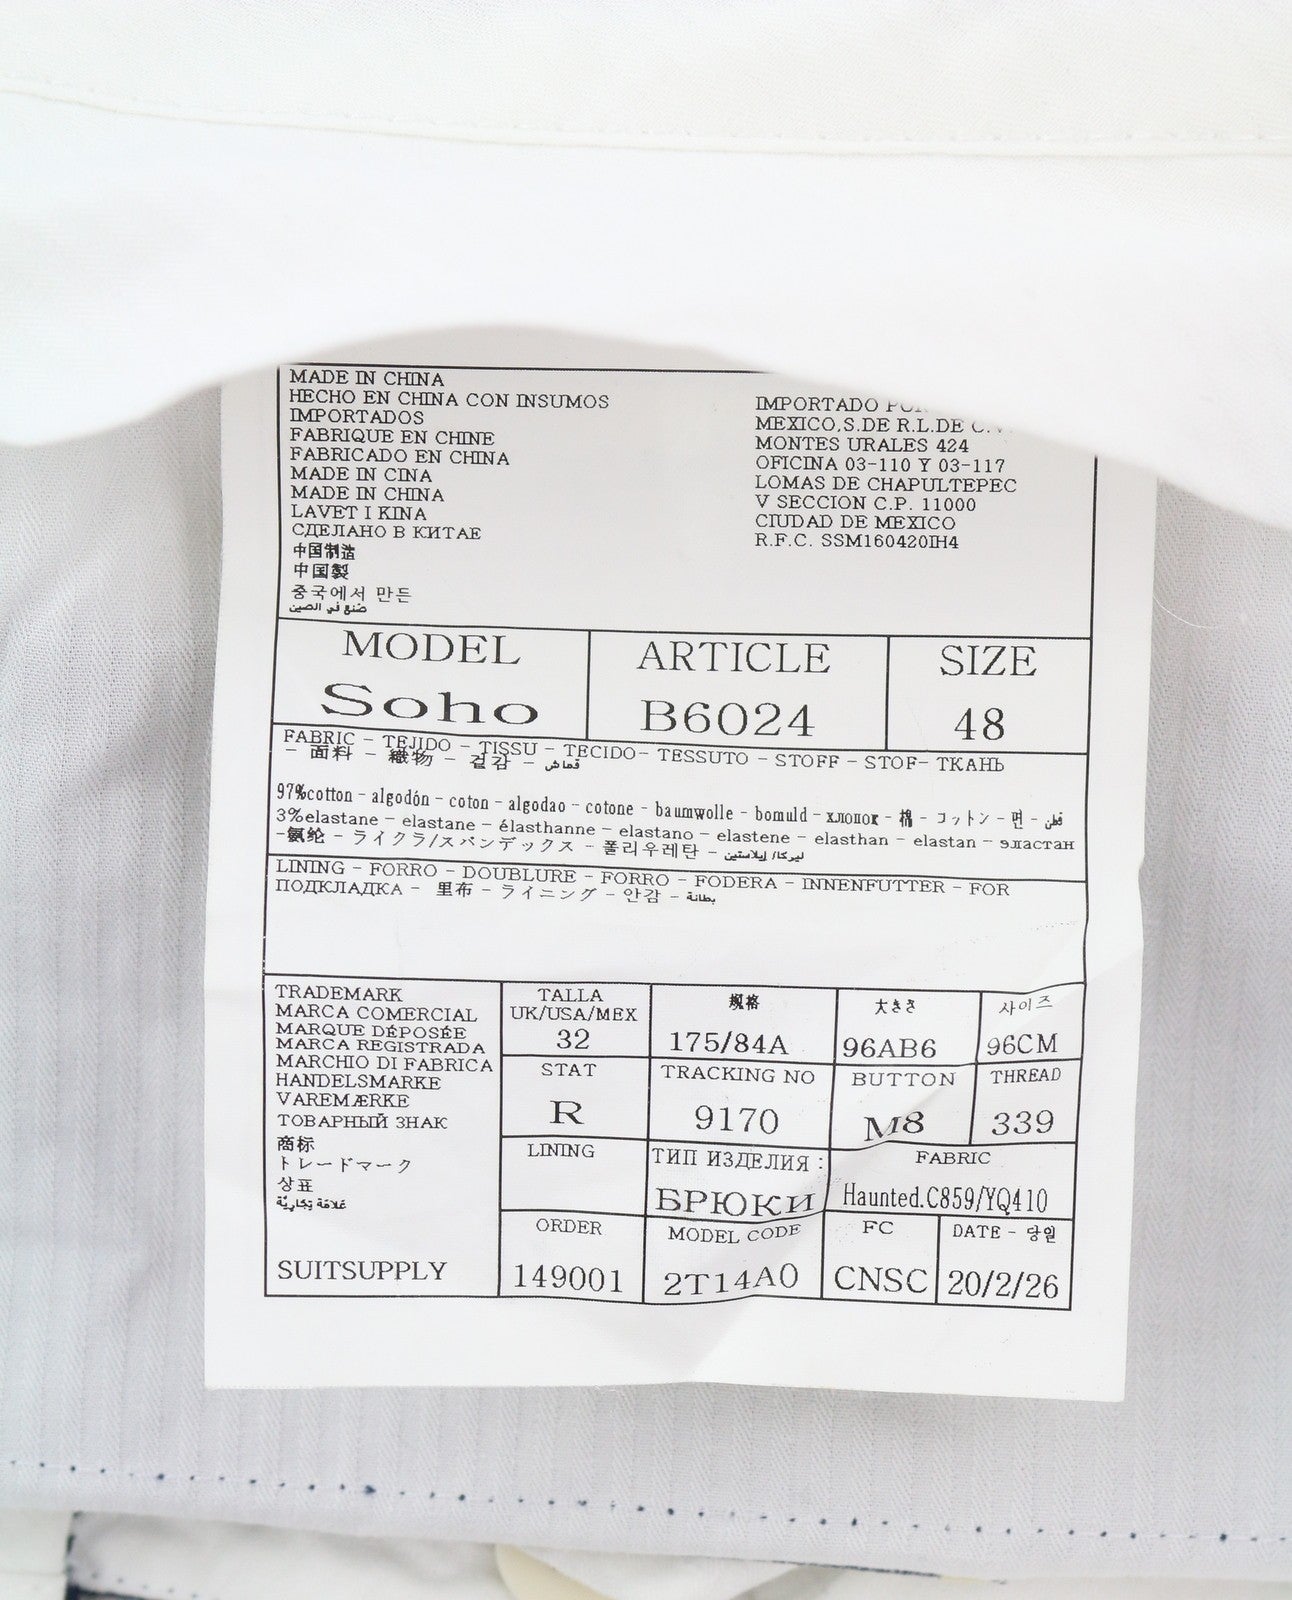 MADE IN CHINA
HECHO EN CHINA CON INSUMOS
IMPORTADOS
FABRIQUE EN CHINE
FABRICADO EN CHINA
MADE IN CINA
MADE IN CHINA
LAVET I KINA
СДЕЛАНО В КИТАЕ
中国制造
中国製
중국에서 만든
صنع في الصين
IMPORTADO
MEXICO,S.DE R.L.DE C.V.
MONTES URALES 424
OFICINA 03-110 Y 03-117
LOMAS DE CHAPULTEPEC
V SECCION C.P. 11000
CIUDAD DE MEXICO
R.F.C. SSM160420IH4
MODEL
Soho
ARTICLE
B6024
SIZE
48
FABRIC - TEJIDO - TISSU - TECIDO- TESSUTO - STOFF - STOF- ТКАНЬ
- 面料 - 織物 - 겉감 - قماش
97%cotton - algodón - coton - algodao - cotone - baumwolle - bomuld - хлопок - 棉 - コットン - 면 - قطن
3%elastane - elastane - élasthanne - elastano - elastene - elasthan - elastan - эластан
-氨纶 - ライクラ/スパンデックス - 폴리우레탄 - ليركا/ إيلاستين
LINING - FORRO - DOUBLURE - FORRO - FODERA - INNENFUTTER - FOR
ПОДКЛАДКА - 里布 - ライニング - 안감 - بطانة
TRADEMARK
MARCA COMERCIAL
MARQUE DÉPOSÉE
MARCA REGISTRADA
MARCHIO DI FABRICA
HANDELSMARKE
VAREMÆRKE
ТОВАРНЫЙ ЗНАК
商标
トレードマーク
상표
علامة تجارية
SUITSUPPLY
TALLA
UK/USA/MEX
32
规格
175/84A
大きさ
96AB6
사이즈
96CM
STAT
R
TRACKING NO
9170
BUTTON
M8
THREAD
339
LINING
ТИП ИЗДЕЛИЯ :
БРЮКИ
FABRIC
Haunted.C859/YQ410
ORDER
149001
MODEL CODE
2T14A0
FC
CNSC
DATE - 당일
20/2/26